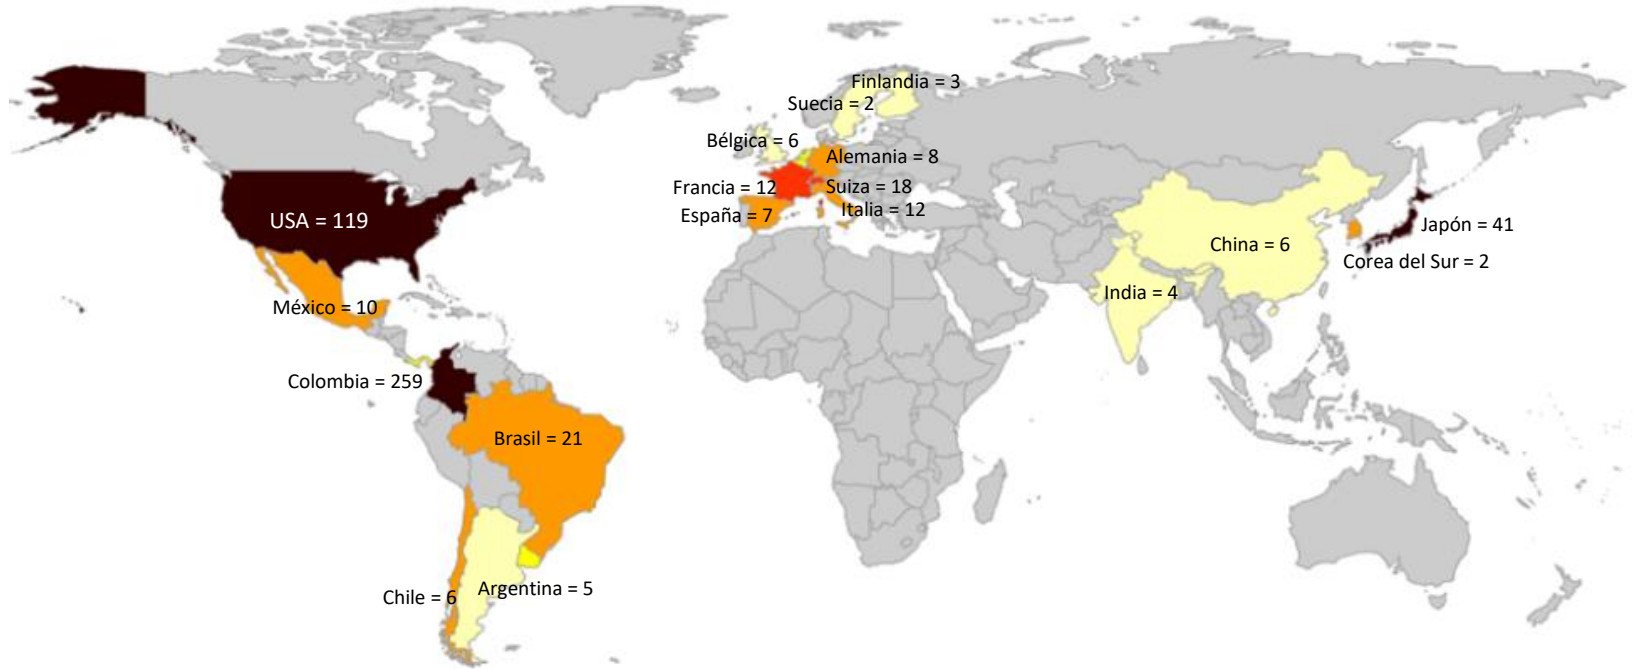 Finlandia = 3
Suecia = 2
Bélgica = 6
Alemania = 8
Francia = 12
Suiza = 18
España = 7
Italia = 12
USA = 119
Japón = 41
China = 6
Corea del Sur = 2
India = 4
México = 10
Colombia = 259
Brasil = 21
Argentina = 5
Chile = 6